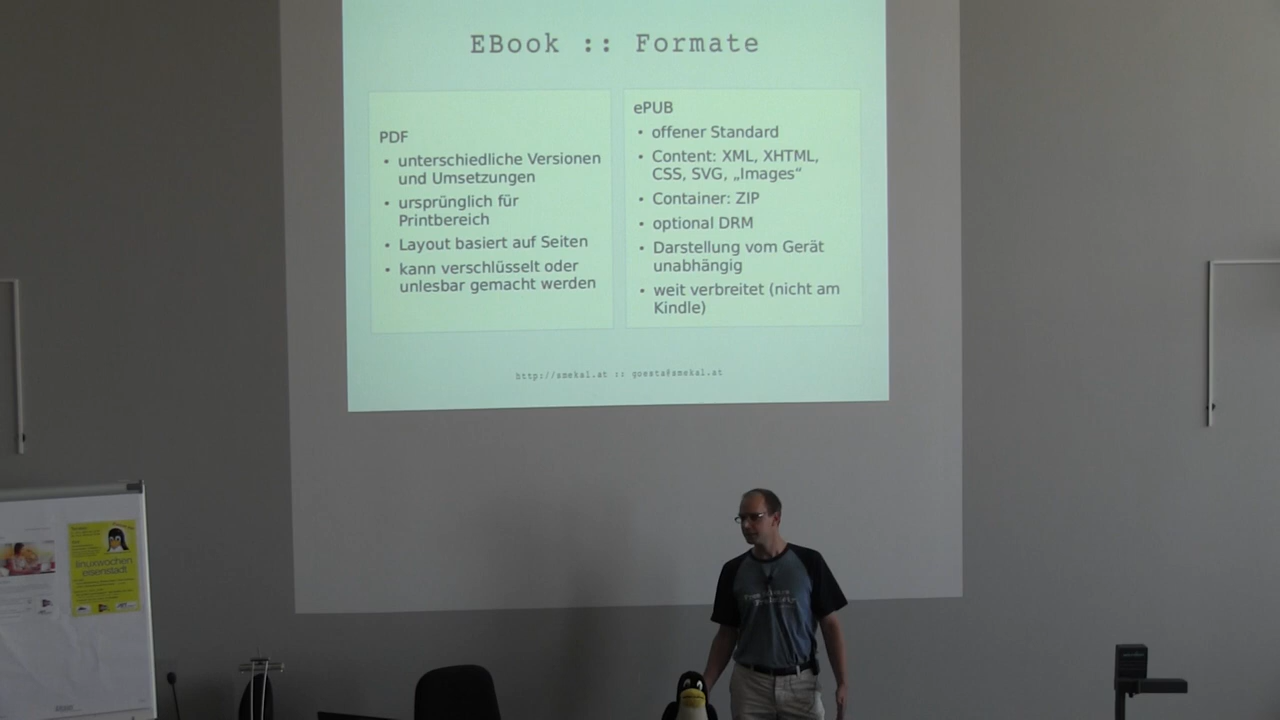 EBook :: Formate
PDF
• unterschiedliche Versionen
und Umsetzungen
• ursprünglich für
Printbereich
• Layout basiert auf Seiten
• kann verschlüsselt oder
unlesbar gemacht werden
ePUB
• offener Standard
• Content: XML, XHTML,
CSS, SVG, „Images“
• Container: ZIP
• optional DRM
• Darstellung vom Gerät
unabhängig
• weit verbreitet (nicht am
Kindle)
http://smekal.at :: goesta@smekal.at
linuxwochen
eisenstadt